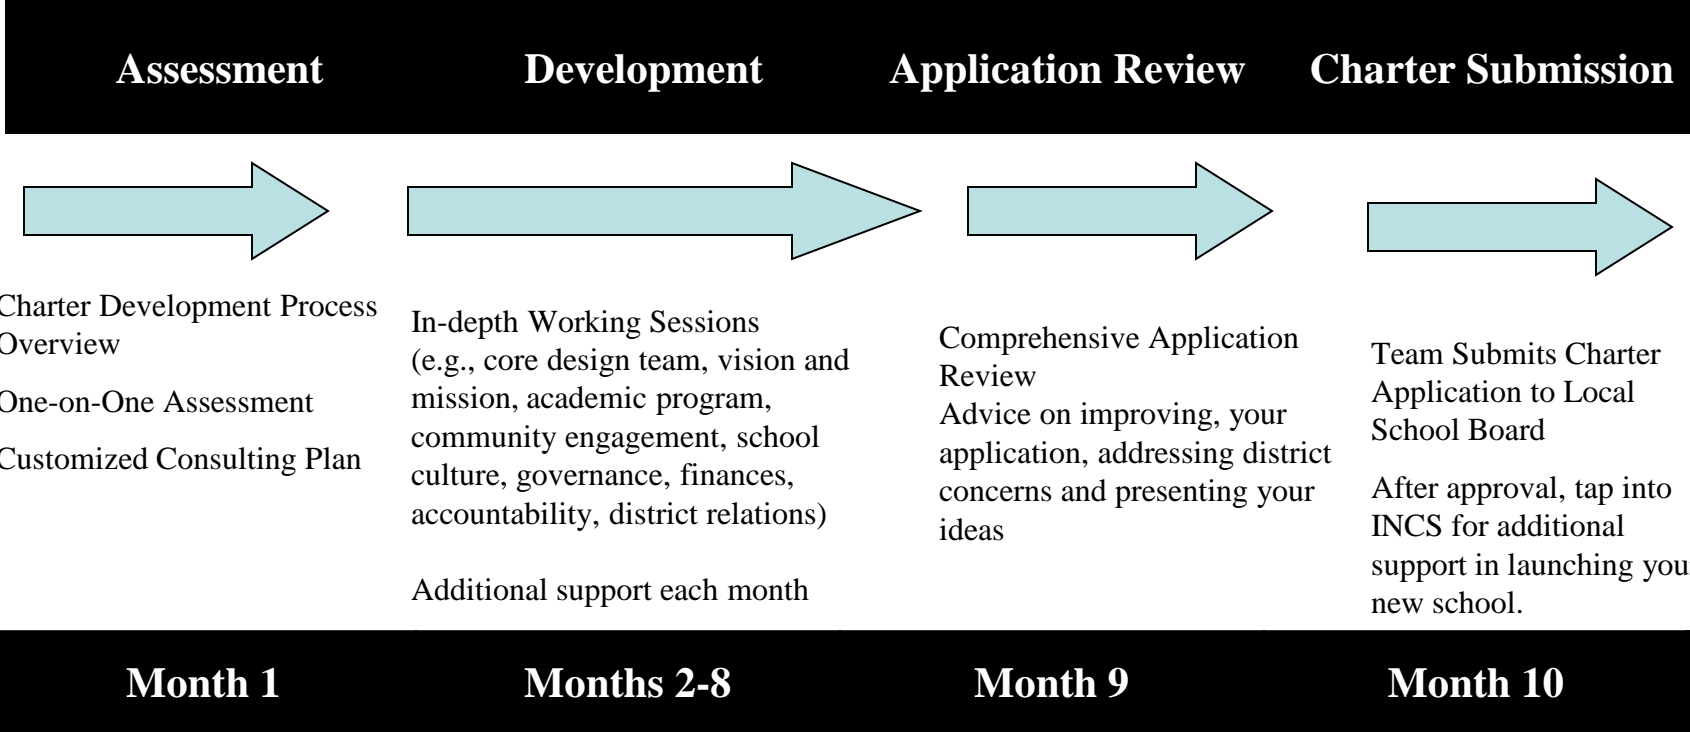 Assessment
Development
Application Review
Charter Submission
Charter Development Process
Overview
One-on-One Assessment
Customized Consulting Plan
In-depth Working Sessions
(e.g., core design team, vision and
mission, academic program,
community engagement, school
culture, governance, finances,
accountability, district relations)
Additional support each month
Comprehensive Application
Review
Advice on improving, your
application, addressing district
concerns and presenting your
ideas
Team Submits Charter
Application to Local
School Board
After approval, tap into
INCS for additional
support in launching you
new school.
Month 1
Months 2-8
Month 9
Month 10